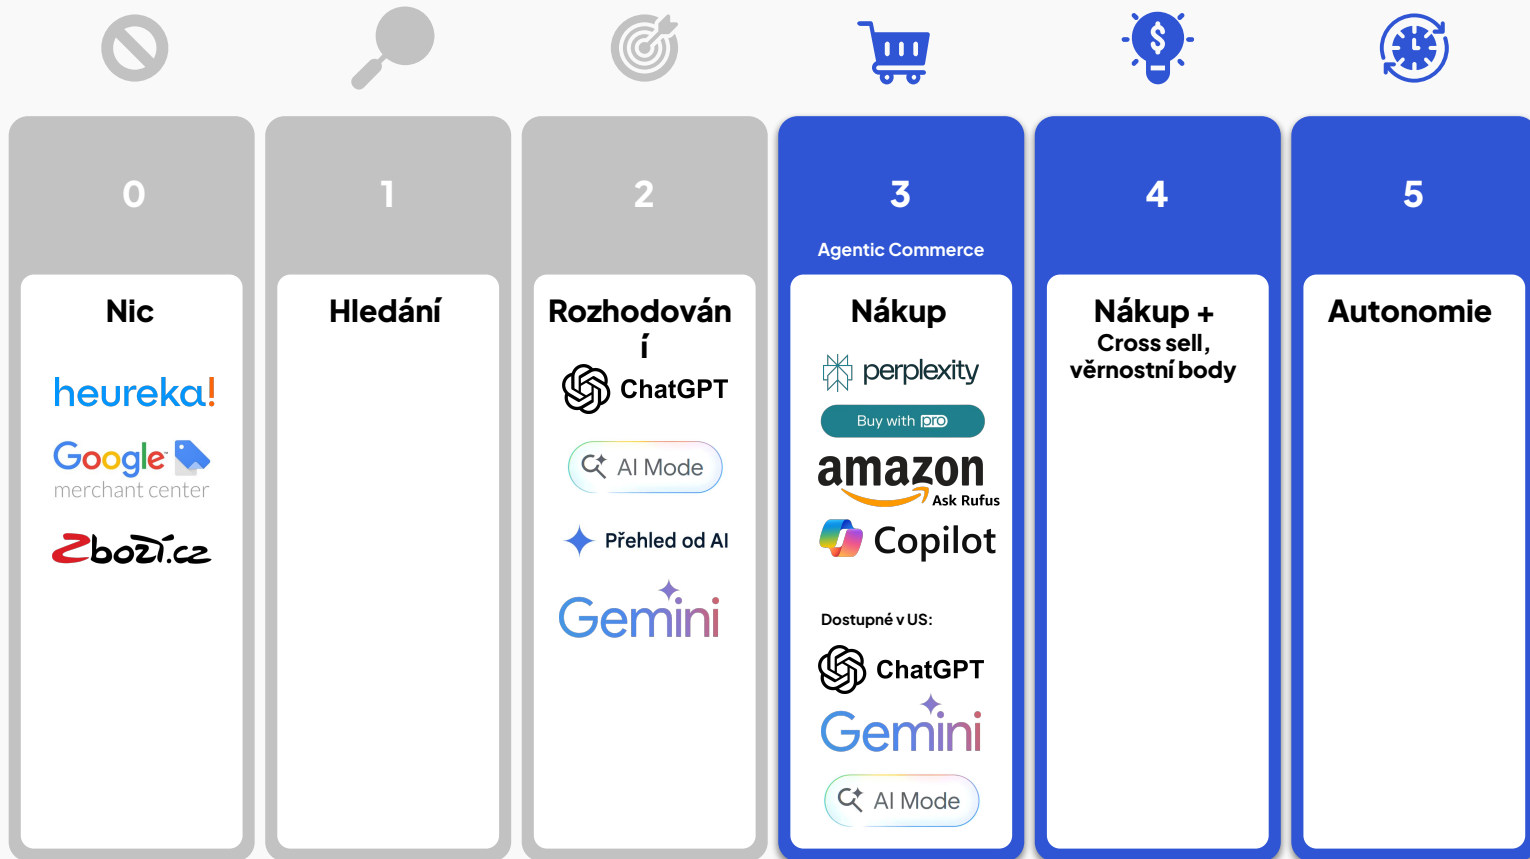 0
Nic
heureka!
Google
merchant center
Zboží.cz
1
Hledání
2
Rozhodován
í
ChatGPT
AI Mode
Přehled od AI
Gemini
3
Agentic Commerce
Nákup
perplexity
Buy with pro
amazon
Ask Rufus
Copilot
Dostupné v US:
ChatGPT
Gemini
AI Mode
4
Nákup +
Cross sell,
věrnostní body
5
Autonomie